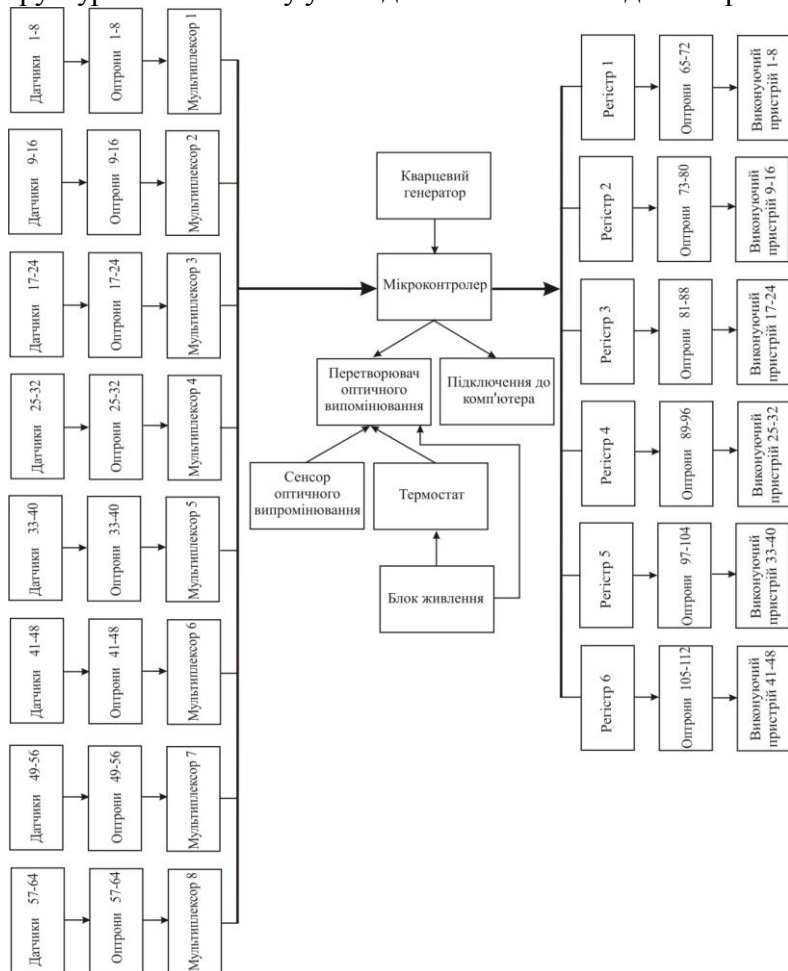 Датчики 1-8
Оптрони 1-8
Мультиплексор 1
Датчики 9-16
Оптрони 9-16
Мультиплексор 2
Датчики 17-24
Оптрони 17-24
Мультиплексор 3
Датчики 25-32
Оптрони 25-32
Мультиплексор 4
Датчики 33-40
Оптрони 33-40
Мультиплексор 5
Датчики 41-48
Оптрони 41-48
Мультиплексор 6
Датчики 49-56
Оптрони 49-56
Мультиплексор 7
Датчики 57-64
Оптрони 57-64
Мультиплексор 8
Кварцевий
генератор
Мікроконтролер
Перетворювач
оптичного
випомінювання
Підключення до
комп'ютера
Сенсор
оптичного
випромінювання
Термостат
Блок живлення
Регістр 1
Оптрони 65-72
Виконуючий
пристрій 1-8
Регістр 2
Оптрони 73-80
Виконуючий
пристрій 9-16
Регістр 3
Оптрони 81-88
Виконуючий
пристрій 17-24
Регістр 4
Оптрони 89-96
Виконуючий
пристрій 25-32
Регістр 5
Оптрони 97-104
Виконуючий
пристрій 33-40
Регістр 6
Оптрони 105-112
Виконуючий
пристрій 41-48